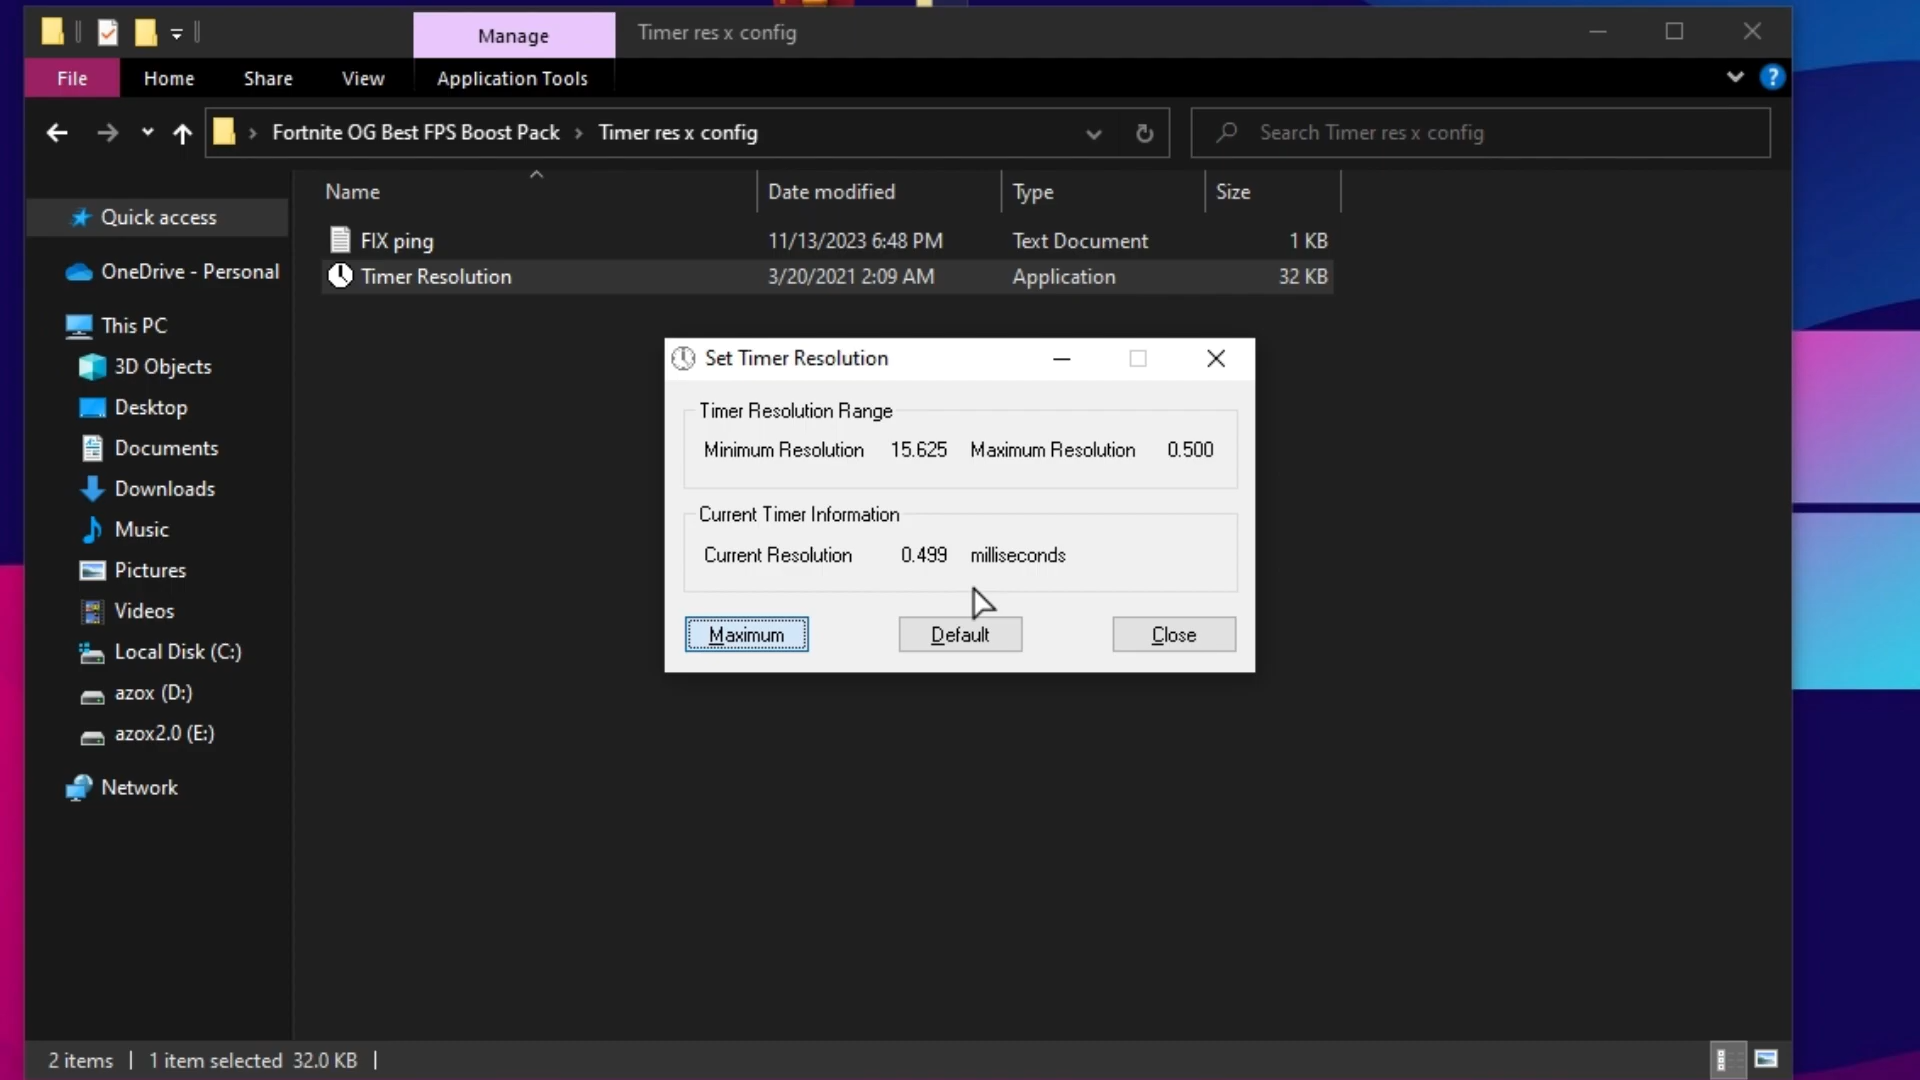 Manage
Timer res x config
File
Home
Share
View
Application Tools
?
Fortnite OG Best FPS Boost Pack
Timer res x config
Search Timer res x config
Name
Date modified
Type
Size
FIX ping
11/13/2023 6:48 PM
Text Document
1 KB
Timer Resolution
3/20/2021 2:09 AM
Application
32 KB
Quick access
OneDrive - Personal
This PC
3D Objects
Desktop
Documents
Downloads
Music
Pictures
Videos
Local Disk (C:)
azox (D:)
azox2.0 (E:)
Network
Set Timer Resolution
Timer Resolution Range
Minimum Resolution 15.625 Maximum Resolution 0.500
Current Timer Information
Current Resolution 0.499 milliseconds
Maximum
Default
Close
2 items
1 item selected 32.0 KB